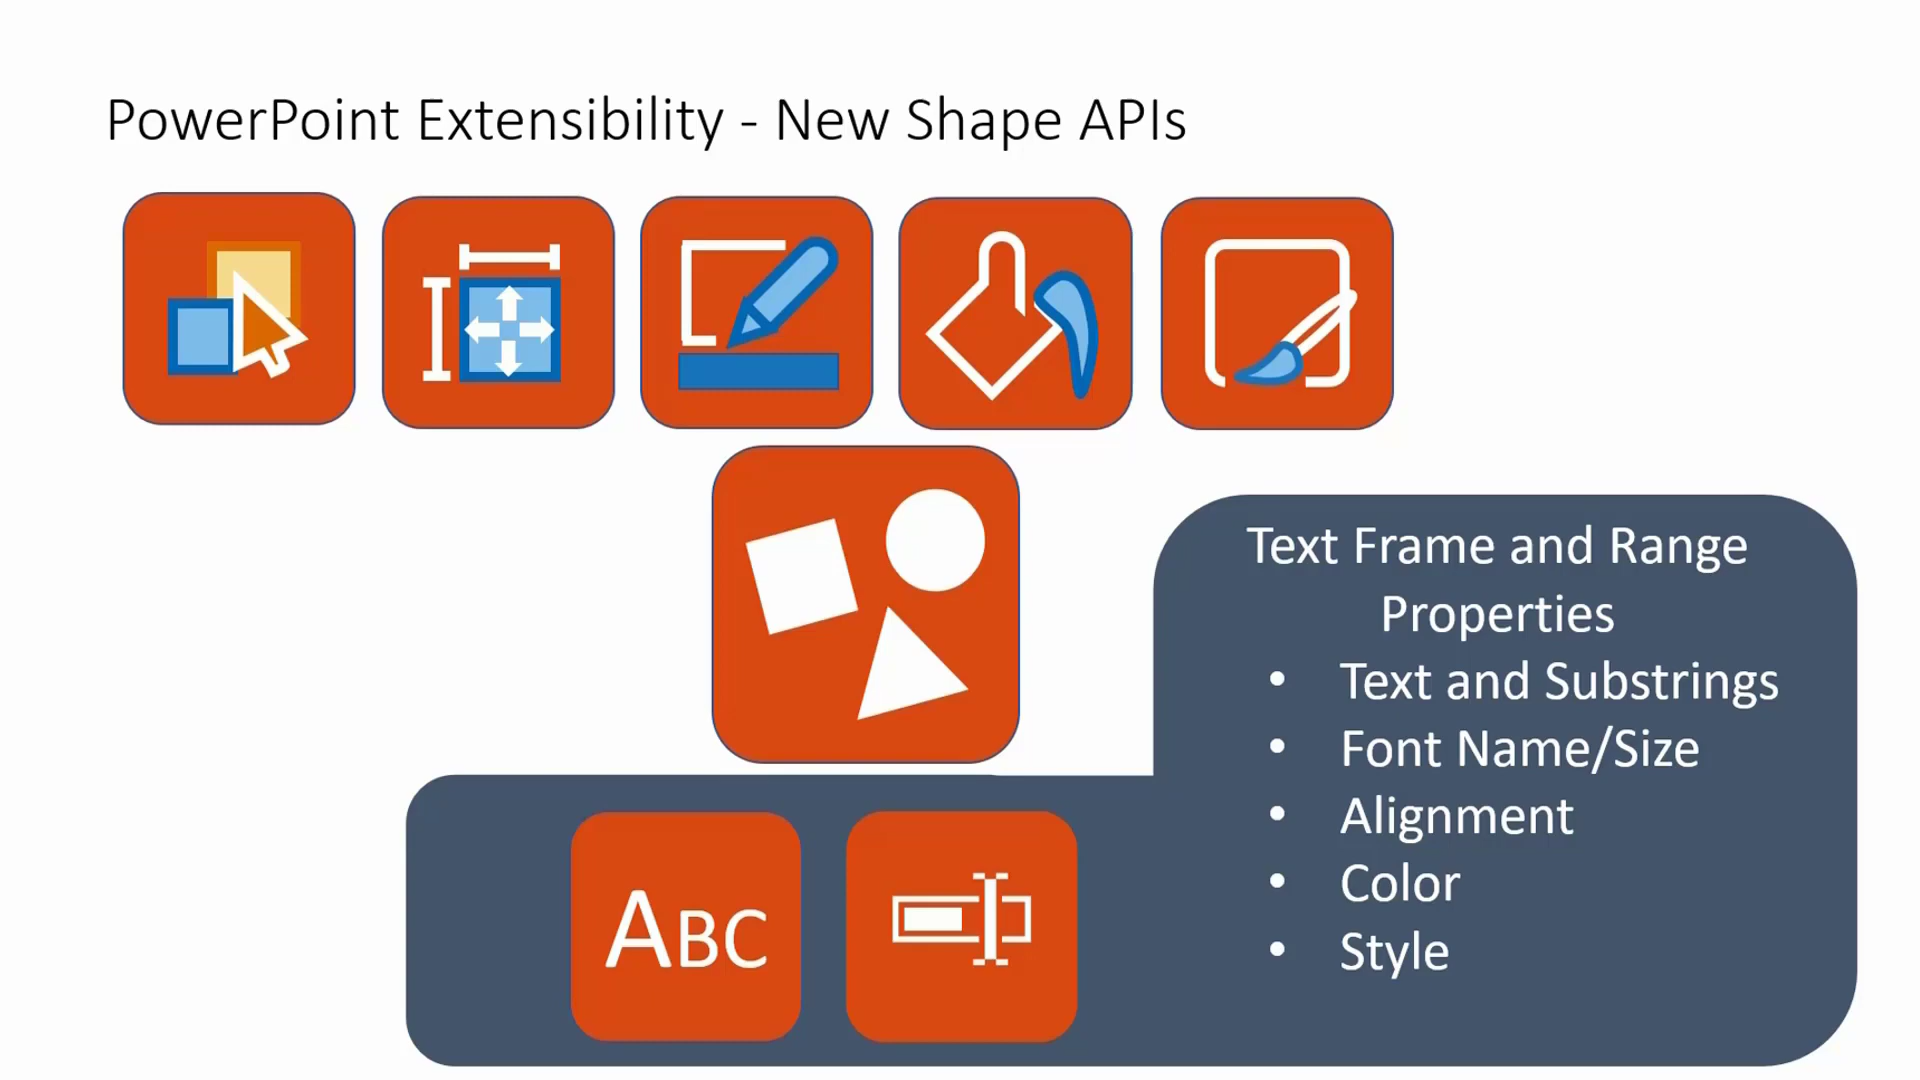 PowerPoint Extensibility - New Shape APIs
Text Frame and Range
Properties
• Text and Substrings
• Font Name/Size
• Alignment
• Color
• Style
ABC